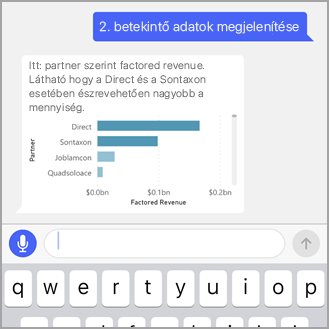 2. betekintő adatok megjelenítése
Itt: partner szerint factored revenue.
Látható hogy a Direct és a Sontaxon
esetében észrevehetően nagyobb a
mennyiség.
Partner
Direct
Sontaxon
Joblamcon
Quadsoloace
$0.0bn $0.1bn $0.2bn
Factored Revenue
q w e r t y u i o p